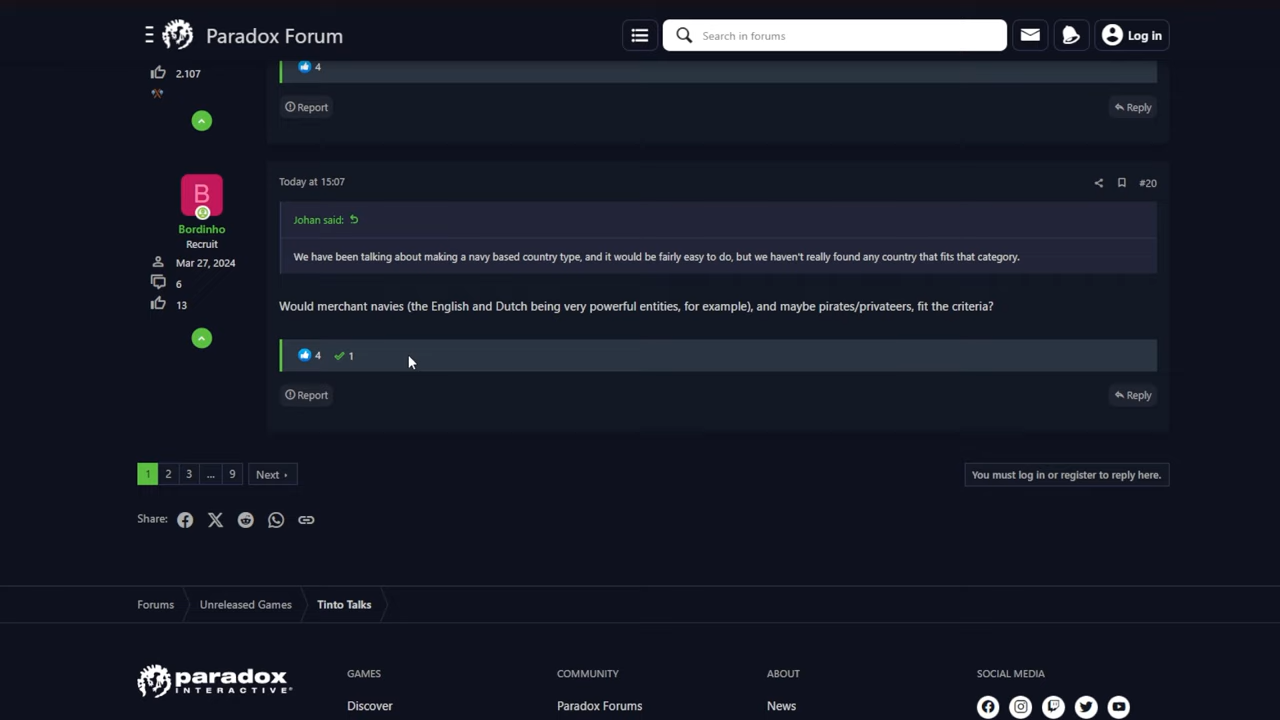 Paradox Forum
Search in forums
Log in
2.107
4
Report
Reply
B
Bordinho
Recruit
Mar 27, 2024
6
13
Today at 15:07
#20
Johan said:
We have been talking about making a navy based country type, and it would be fairly easy to do, but we haven't really found any country that fits that category.
Would merchant navies (the English and Dutch being very powerful entities, for example), and maybe pirates/privateers, fit the criteria?
4 1
Report
Reply
1 2 3 ... 9 Next
You must log in or register to reply here.
Share:
Forums Unreleased Games Tinto Talks
paradox
INTERACTIVE
GAMES
Discover
COMMUNITY
Paradox Forums
ABOUT
News
SOCIAL MEDIA